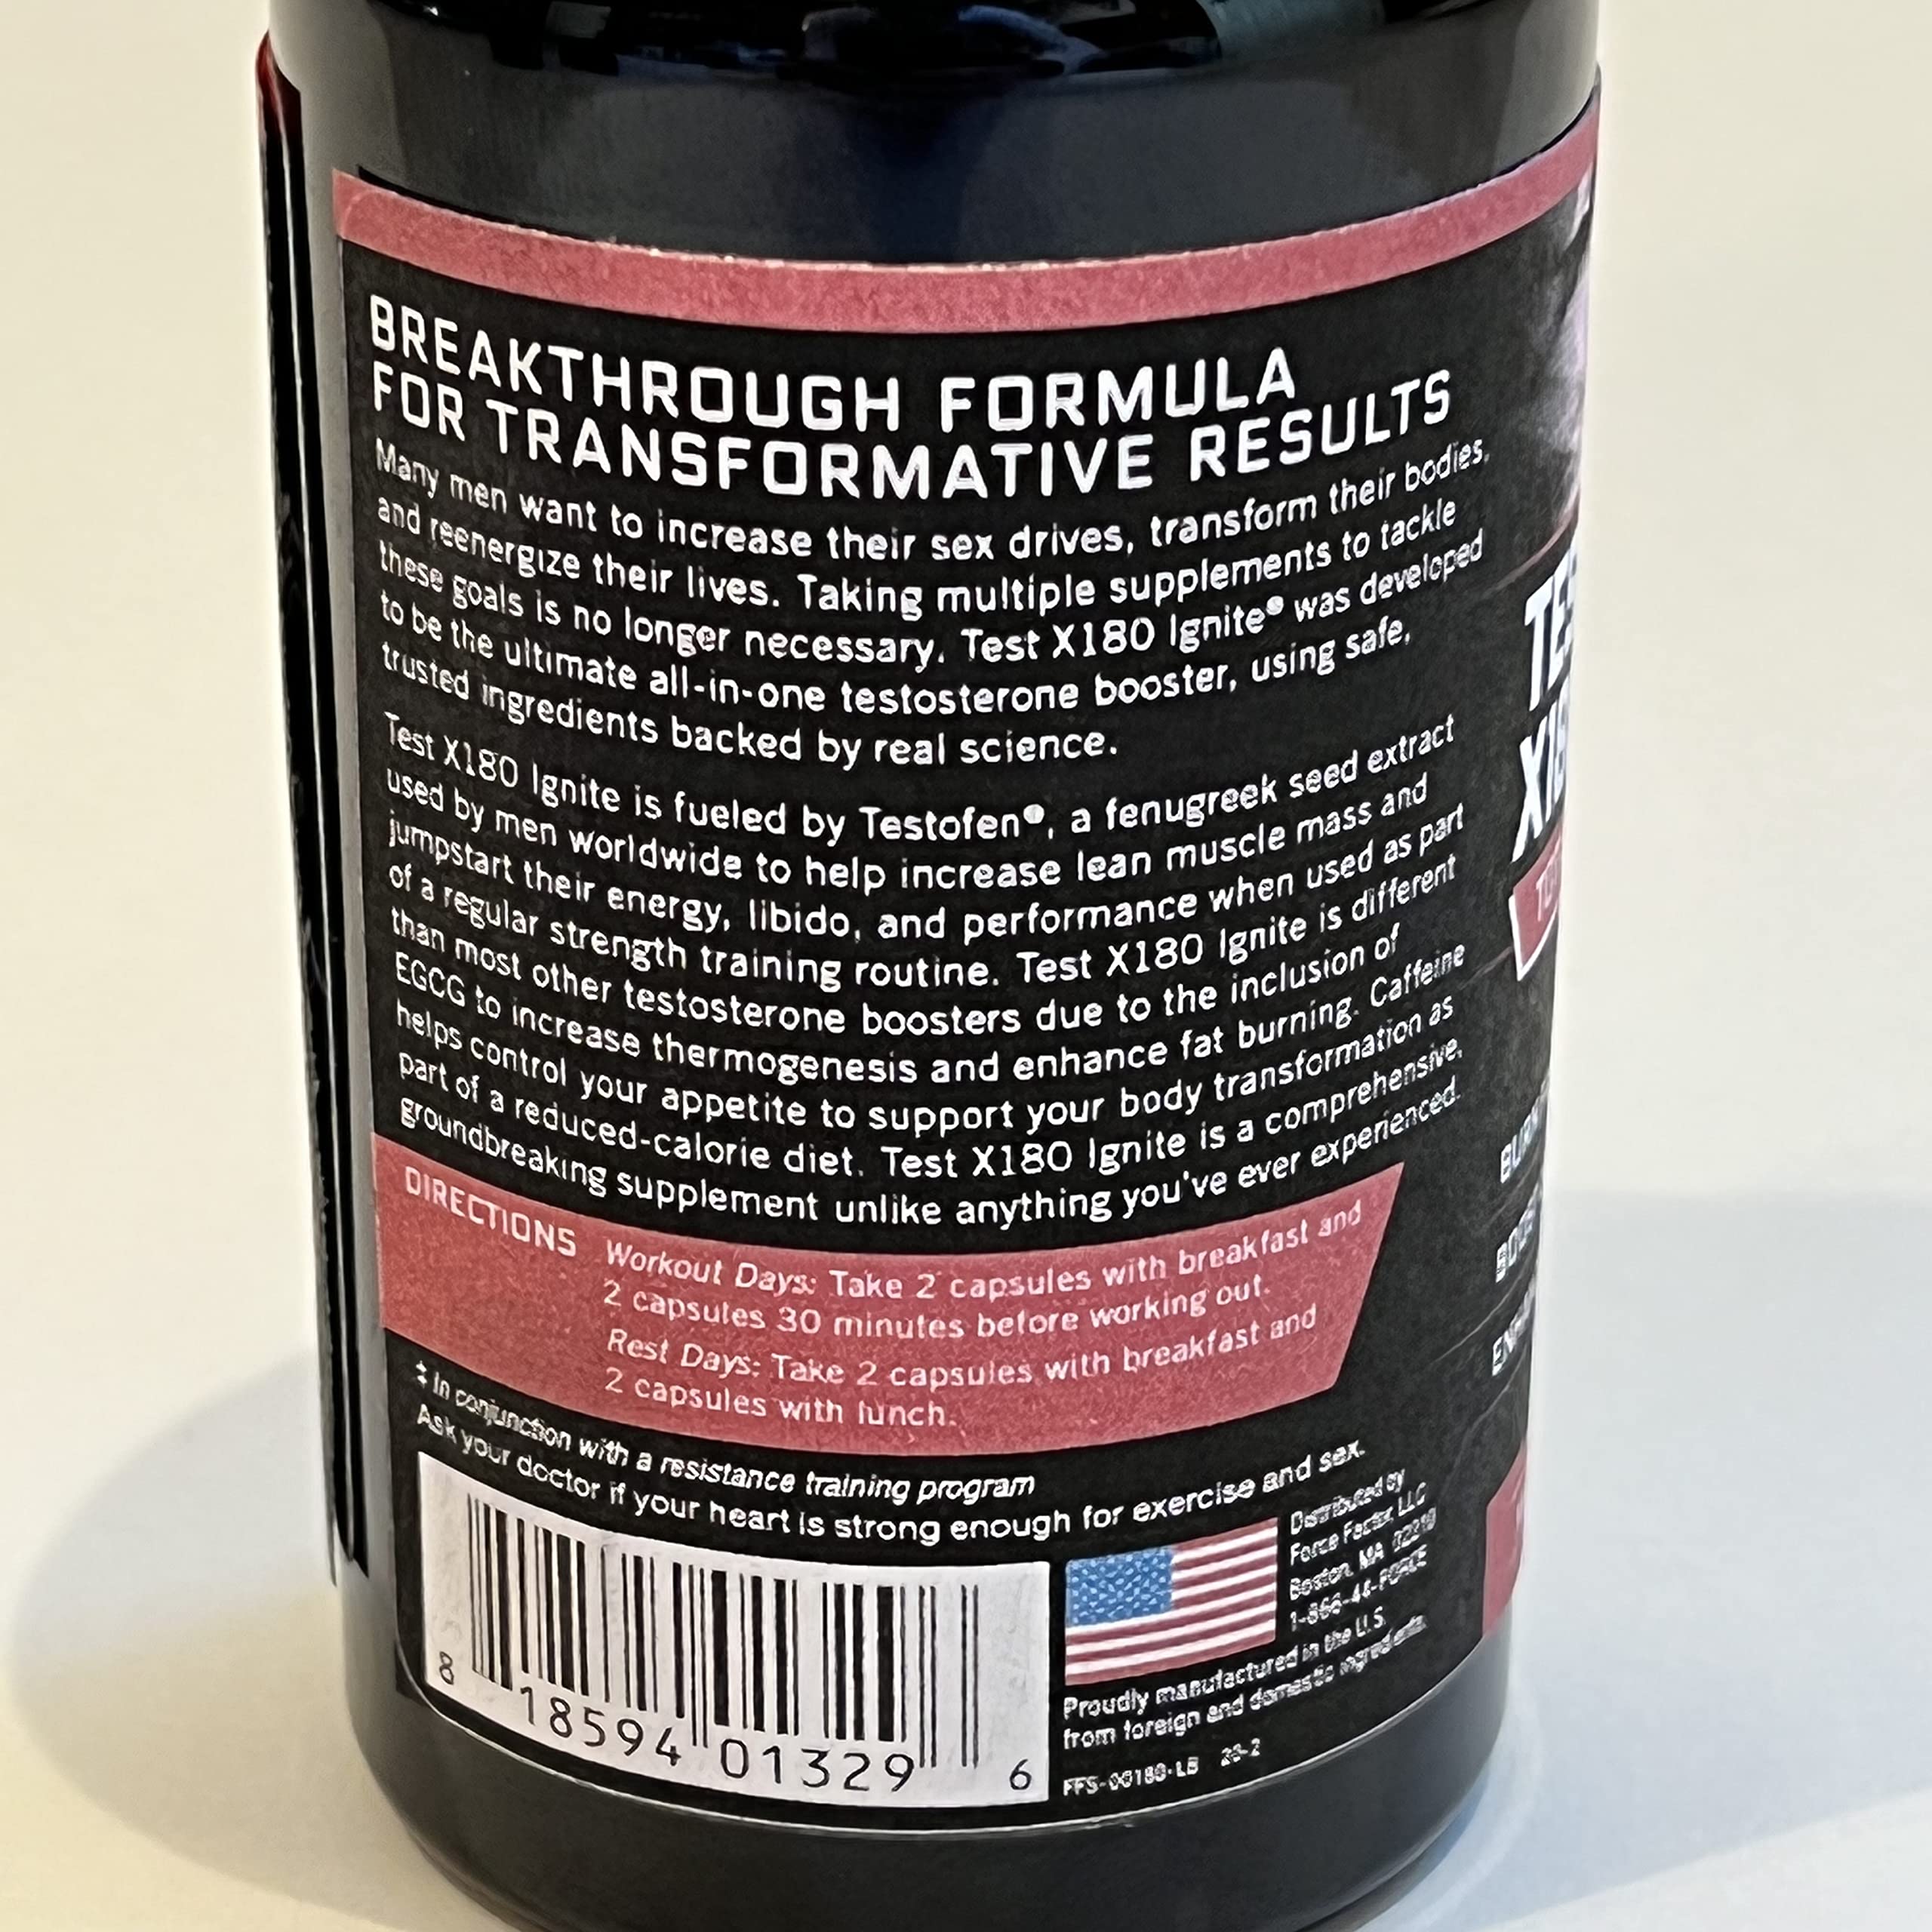 BREAKTHROUGH FORMULA
FOR TRANSFORMATIVE RESULTS
Many men want to increase their sex drives, transform their bodies,
and reenergize their lives. Taking multiple supplements to tackle
these goals is no longer necessary. Test X180 Ignite® was developed
to be the ultimate all-in-one testosterone booster, using safe,
trusted ingredients backed by real science.
Test X180 Ignite is fueled by Testofen®, a fenugreek seed extract
used by men worldwide to help increase lean muscle mass and
jumpstart their energy, libido, and performance when used as part
of a regular strength training routine. Test X180 Ignite is different
than most other testosterone boosters due to the inclusion of
EGCG to increase thermogenesis and enhance fat burning. Caffeine
helps control your appetite to support your body transformation as
part of a reduced-calorie diet. Test X180 Ignite is a comprehensive,
groundbreaking supplement unlike anything you've ever experienced.
DIRECTIONS
Workout Days: Take 2 capsules with breakfast and
2 capsules 30 minutes before working out.
Rest Days: Take 2 capsules with breakfast and
2 capsules with lunch.
‡ In conjunction with a resistance training program
Ask your doctor if your heart is strong enough for exercise and sex.
Distributed by
Force Factor, LLC
Boston, MA 02210
1-866-44-FORCE
Proudly manufactured in the U.S.
from foreign and domestic ingredients.
FFS-00180-LB 20-2
8 18594 01329 6